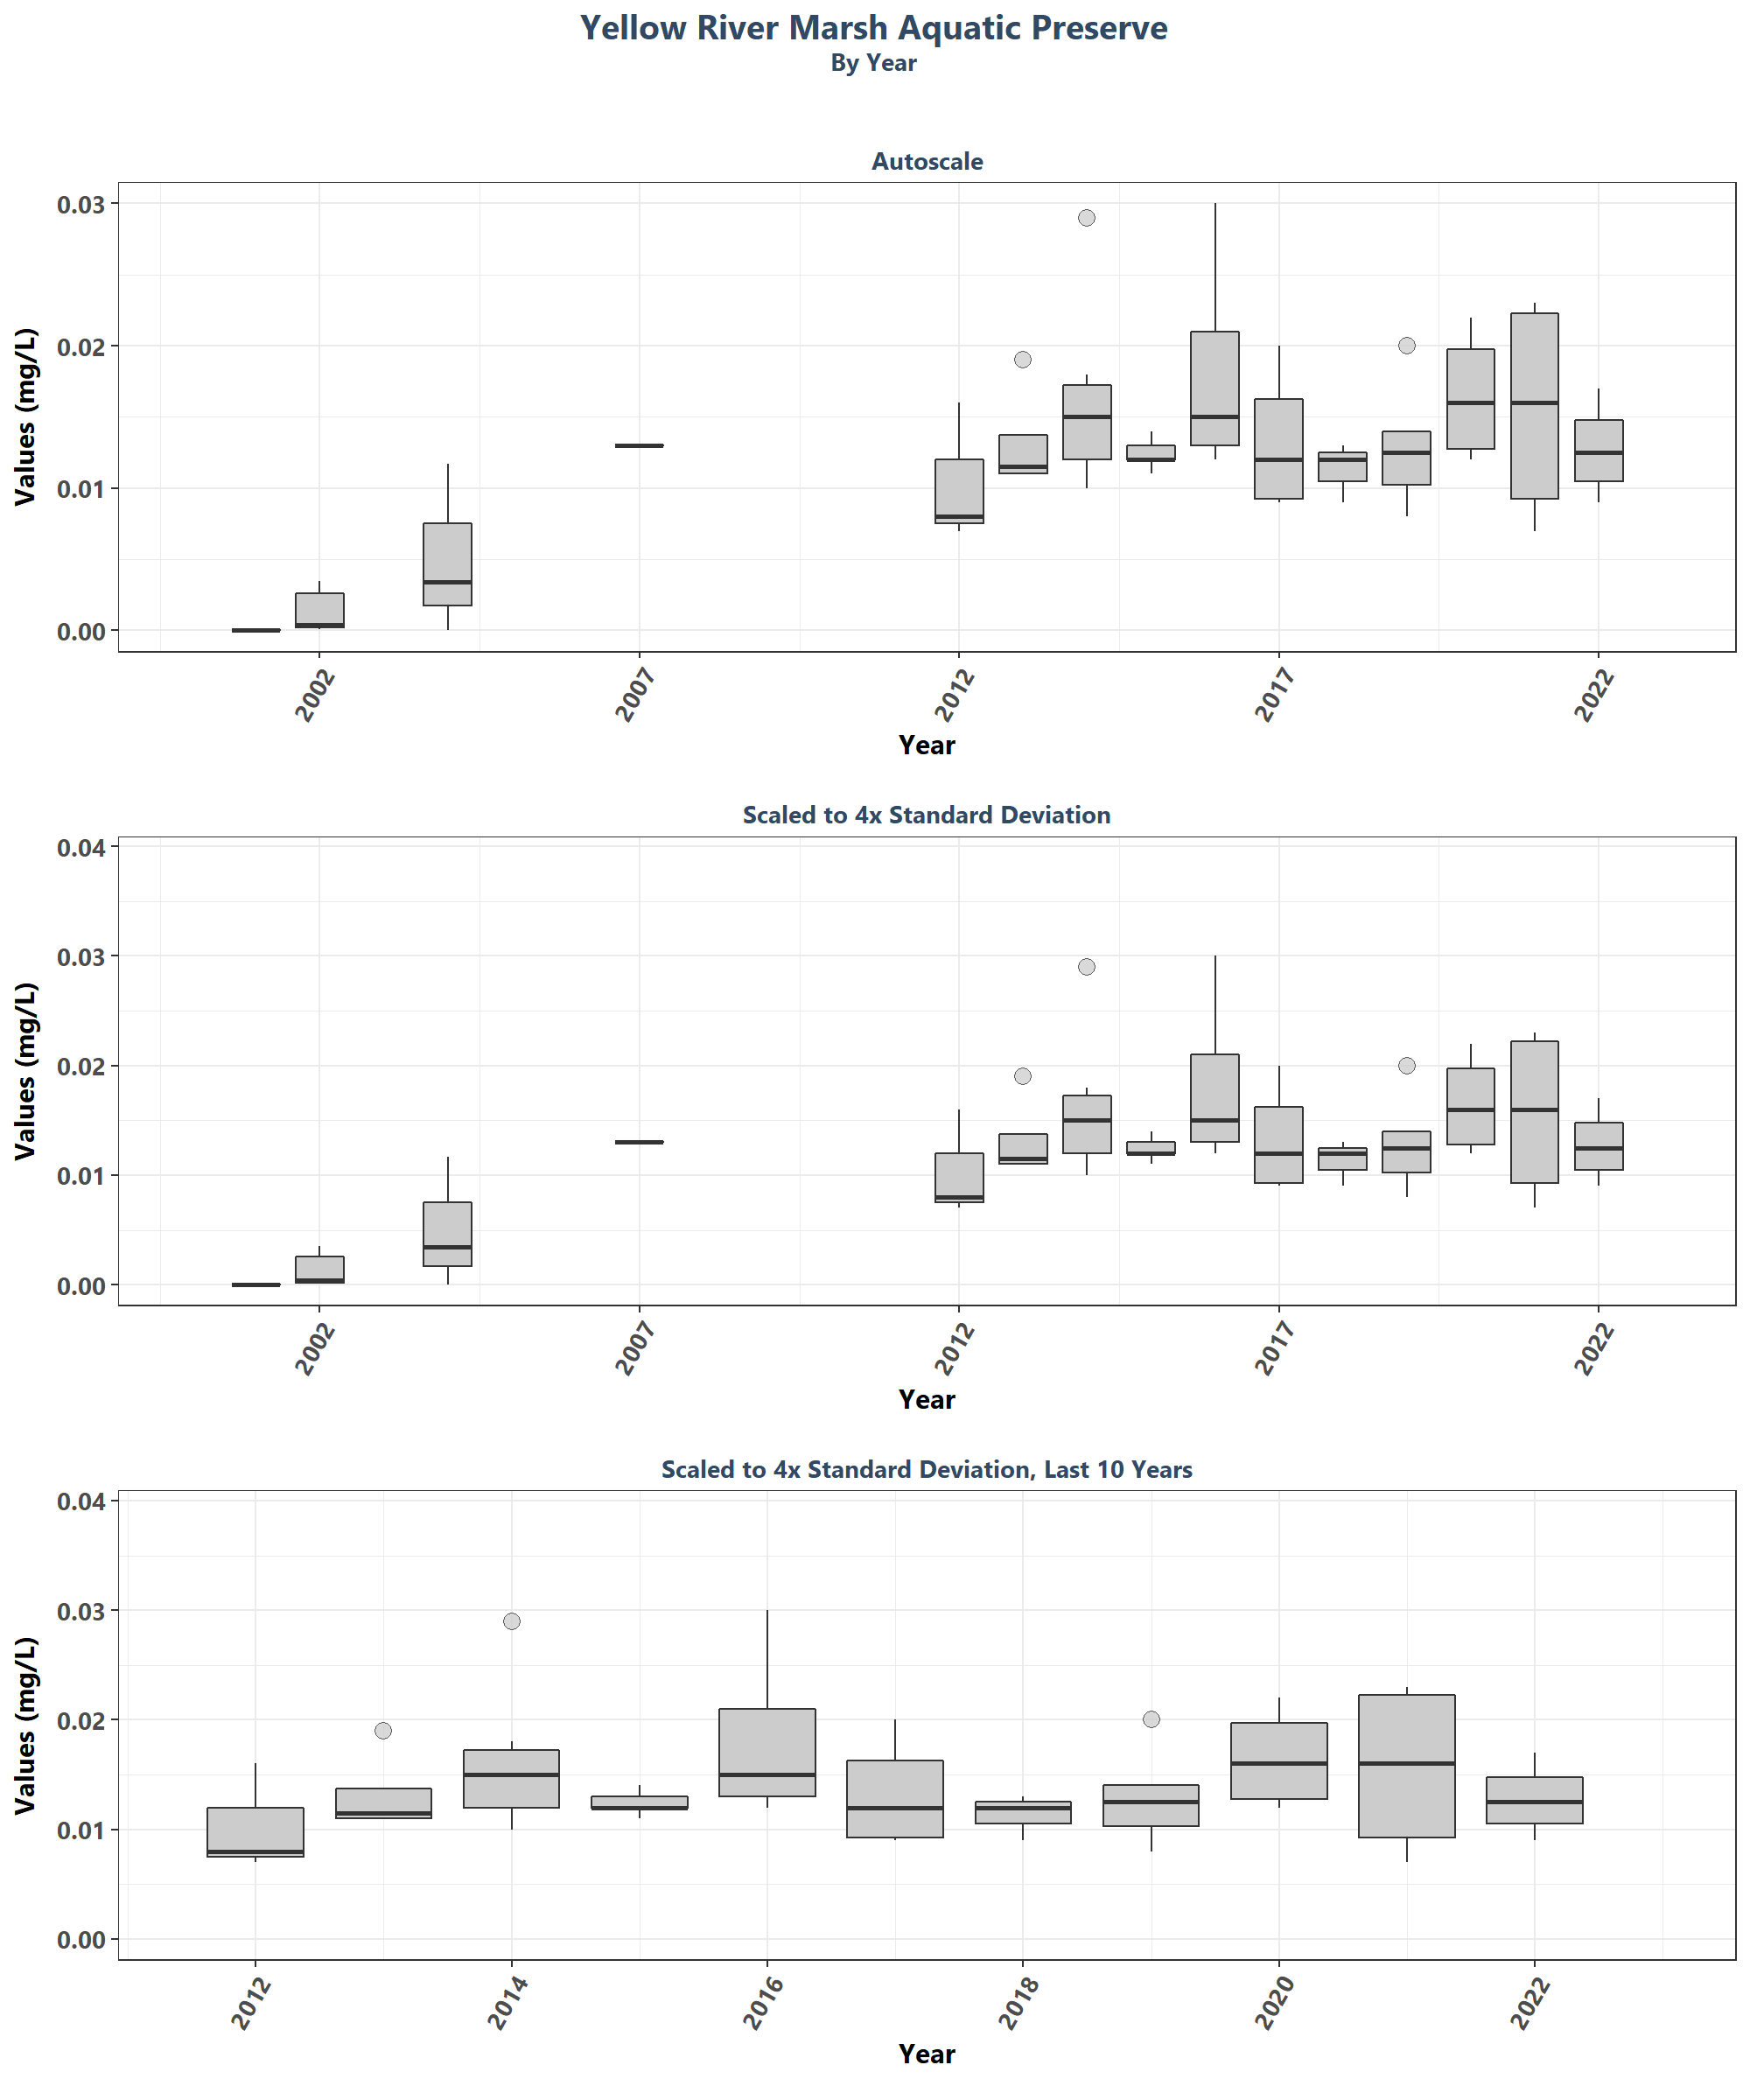 Yellow River Marsh Aquatic Preserve
By Year
Autoscale
Values (mg/L)
0.03
0.02
0.01
0.00
2002 2007 2012 2017 2022
Year
Scaled to 4x Standard Deviation
Values (mg/L)
0.04
0.03
0.02
0.01
0.00
2002 2007 2012 2017 2022
Year
Scaled to 4x Standard Deviation, Last 10 Years
Values (mg/L)
0.04
0.03
0.02
0.01
0.00
2012 2014 2016 2018 2020 2022
Year